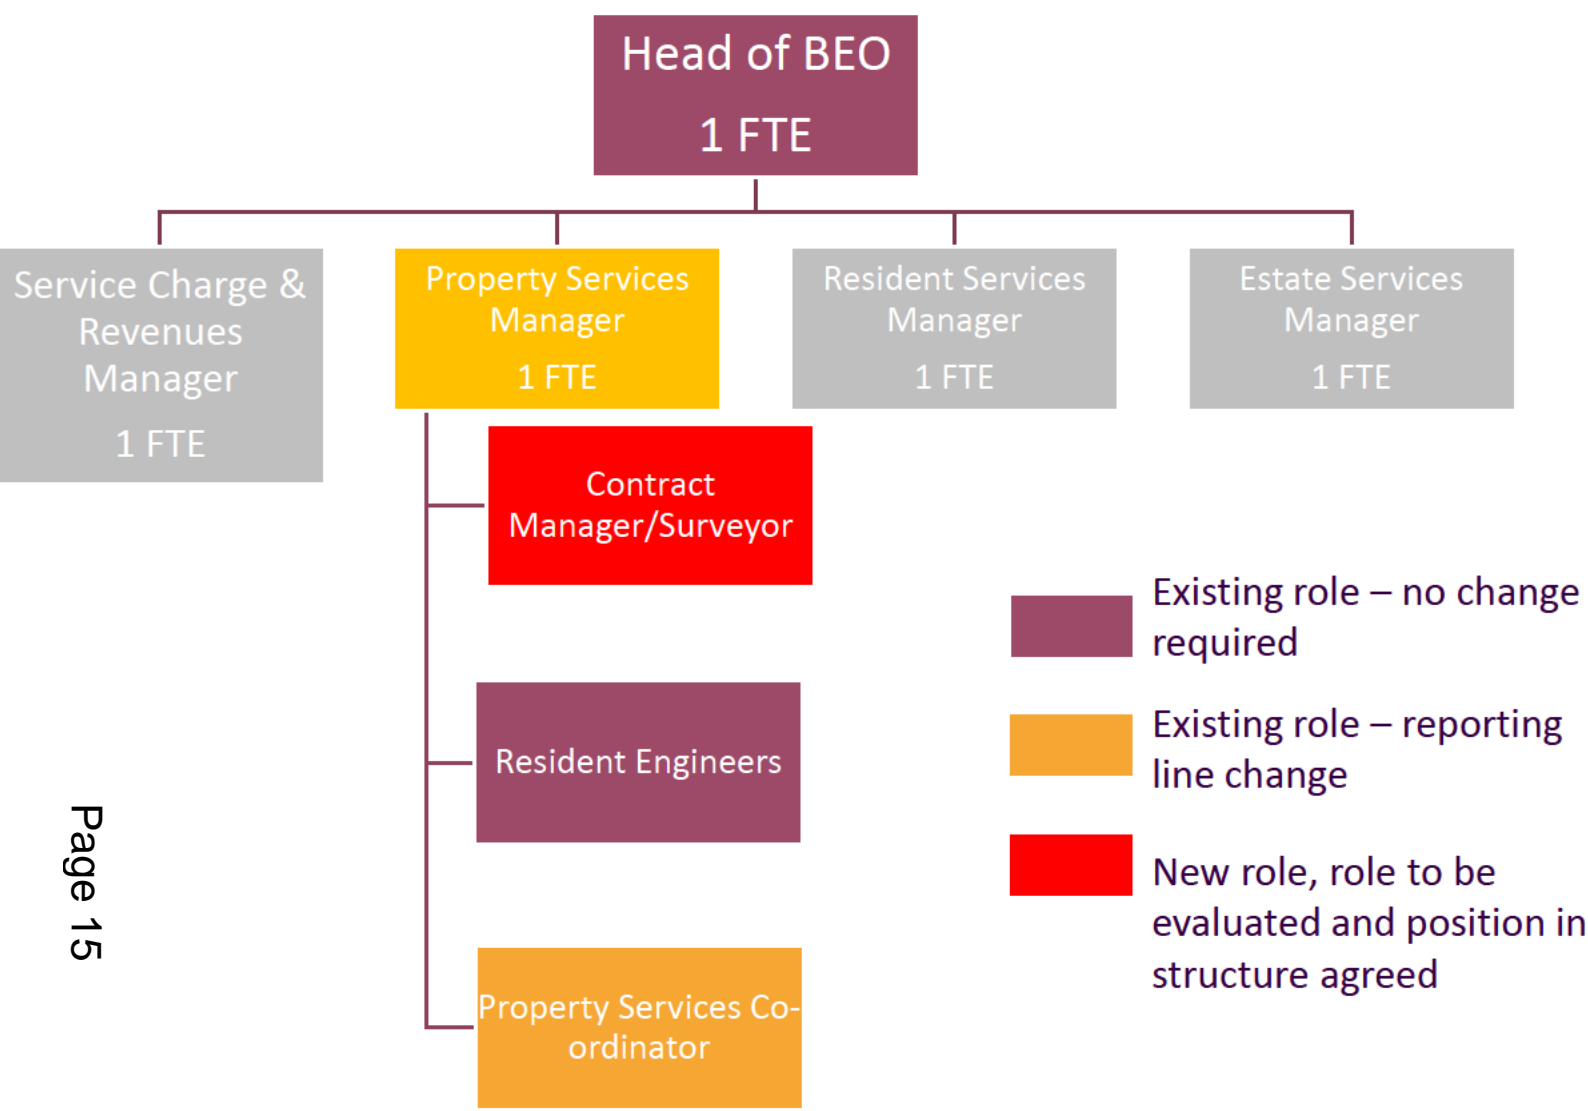 Head of BEO
1 FTE
Service Charge &
Revenues
Manager
1 FTE
Property Services
Manager
1 FTE
Resident Services
Manager
1 FTE
Estate Services
Manager
1 FTE
Contract
Manager/Surveyor
Resident Engineers
Property Services Co-
ordinator
Existing role – no change
required
Existing role – reporting
line change
New role, role to be
evaluated and position in
structure agreed
Page 15